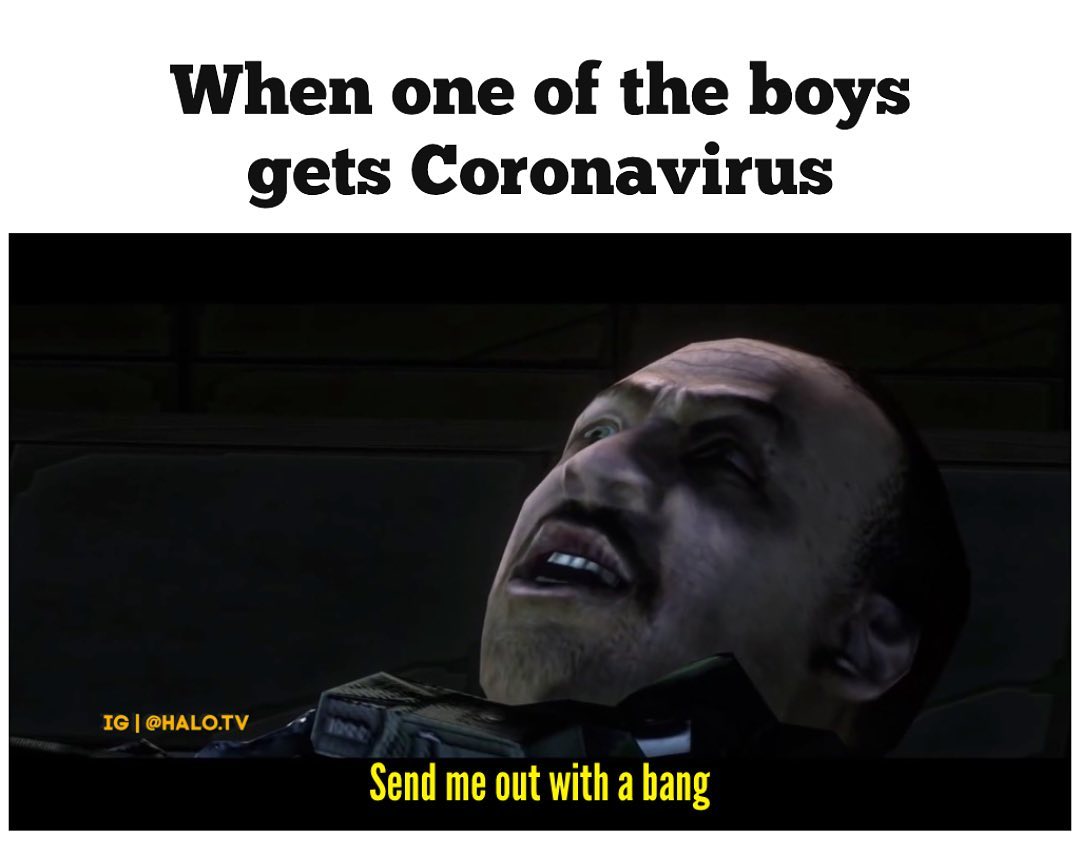 When one of the boys
gets Coronavirus
IG | @HALO.TV
Send me out with a bang